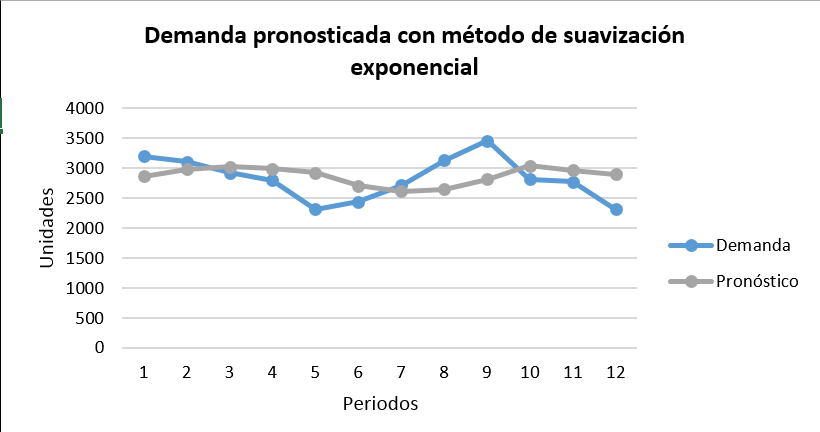 Demanda pronosticada con método de suavización
exponencial
4000
3500
3000
2500
2000
1500
1000
500
0
Unidades
1 2 3 4 5 6 7 8 9 10 11 12
Periodos
Demanda
Pronóstico